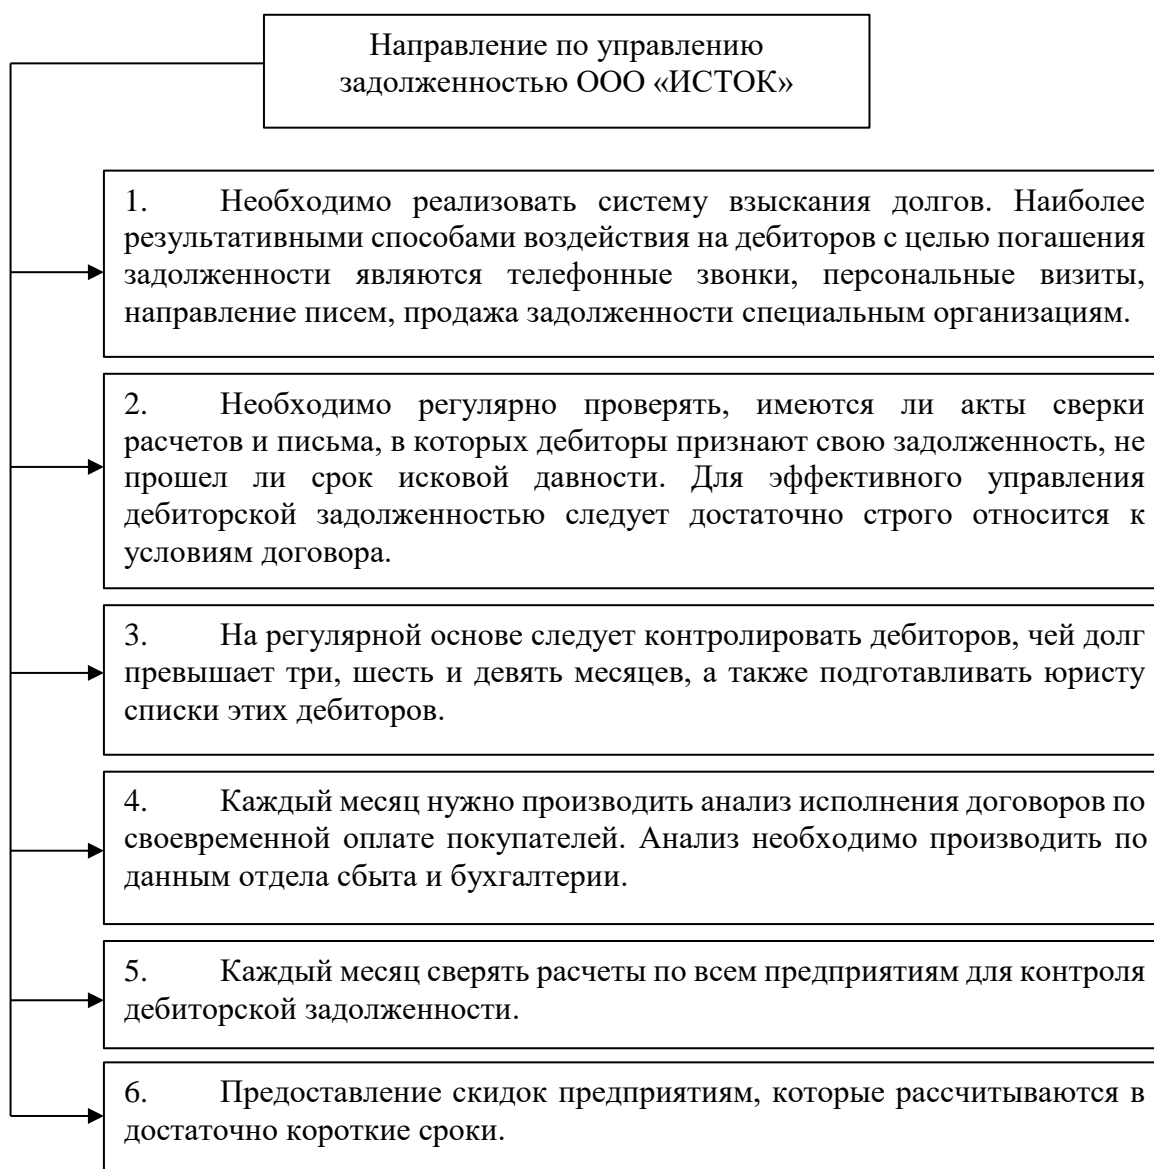 Направление по управлению
задолженностью ООО «ИСТОК»
1. Необходимо реализовать систему взыскания долгов. Наиболее
результативными способами воздействия на дебиторов с целью погашения
задолженности являются телефонные звонки, персональные визиты,
направление писем, продажа задолженности специальным организациям.
2. Необходимо регулярно проверять, имеются ли акты сверки
расчетов и письма, в которых дебиторы признают свою задолженность, не
прошел ли срок исковой давности. Для эффективного управления
дебиторской задолженностью следует достаточно строго относится к
условиям договора.
3. На регулярной основе следует контролировать дебиторов, чей долг
превышает три, шесть и девять месяцев, а также подготавливать юристу
списки этих дебиторов.
4. Каждый месяц нужно производить анализ исполнения договоров по
своевременной оплате покупателей. Анализ необходимо производить по
данным отдела сбыта и бухгалтерии.
5. Каждый месяц сверять расчеты по всем предприятиям для контроля
дебиторской задолженности.
6. Предоставление скидок предприятиям, которые рассчитываются в
достаточно короткие сроки.